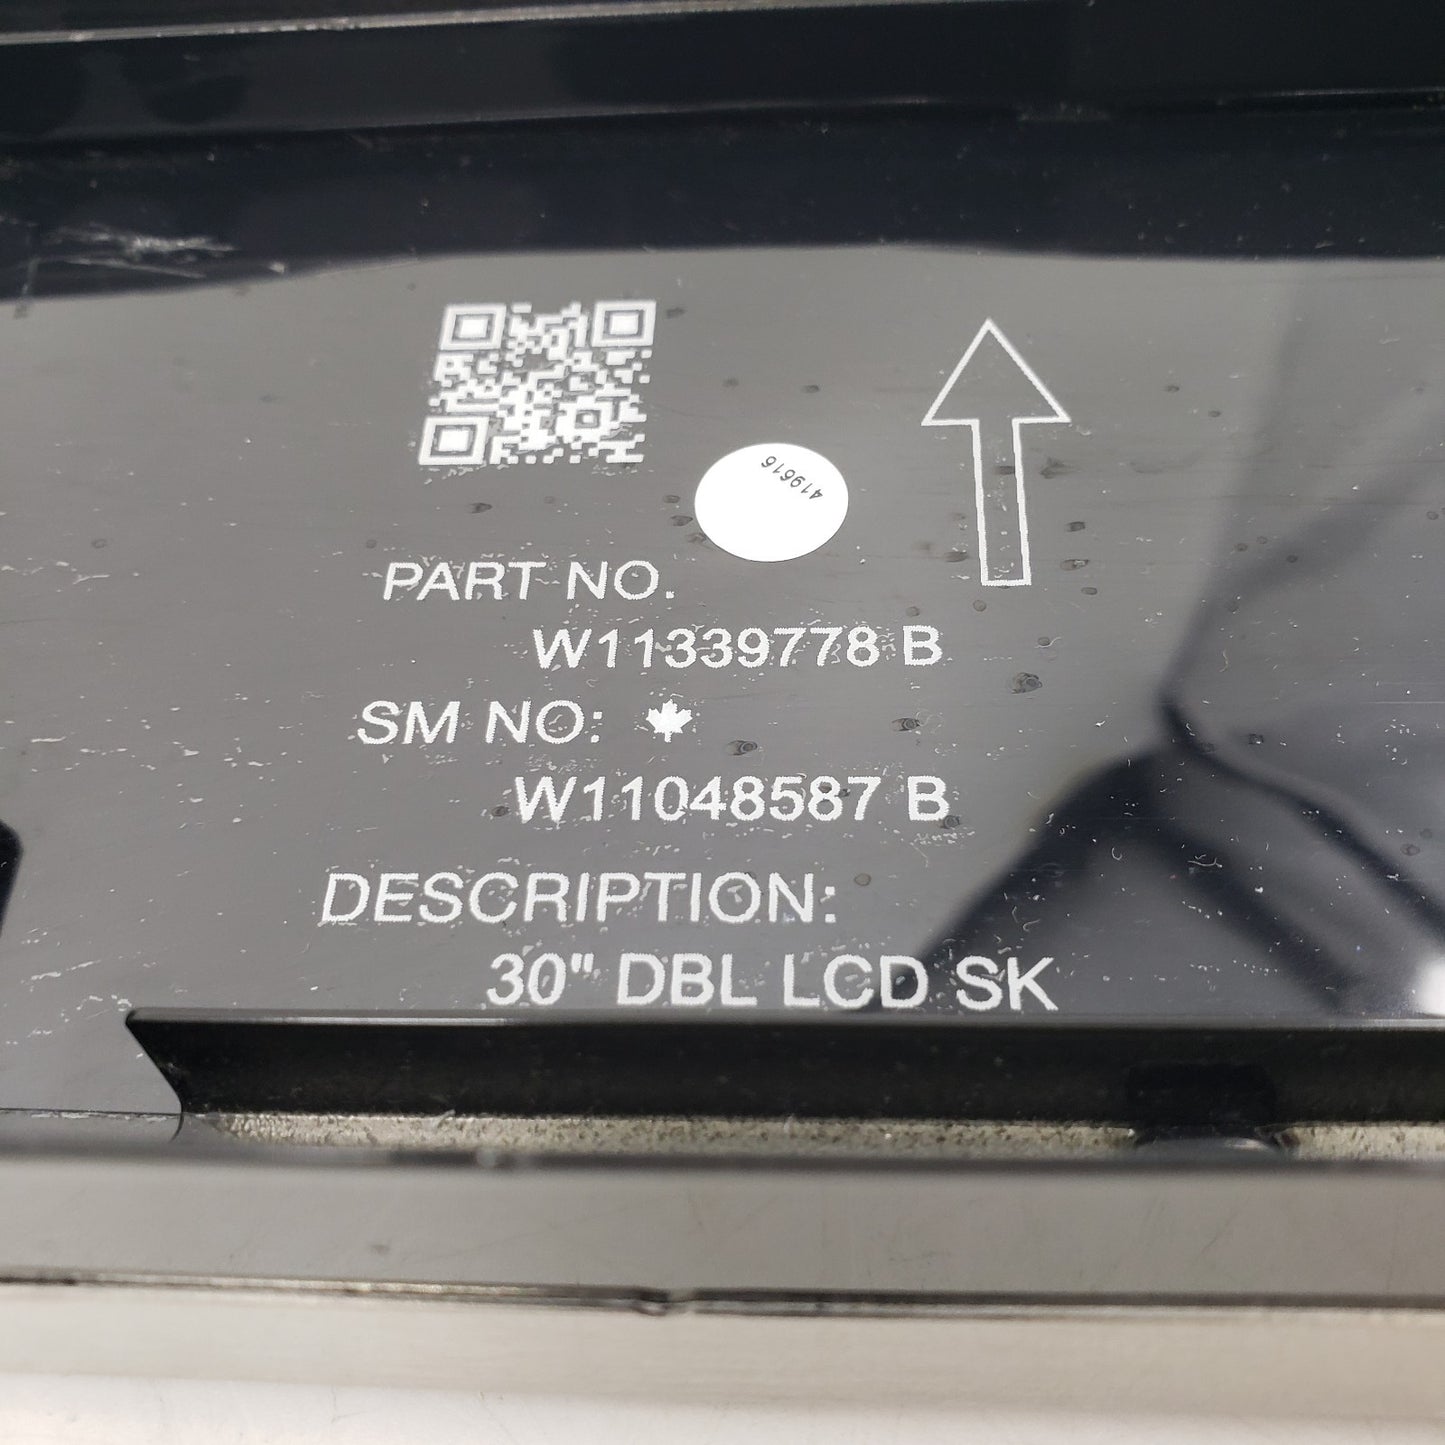 419616
PART NO.
W11339778 B
SM NO:
W11048587 B
DESCRIPTION:
30" DBL LCD SK